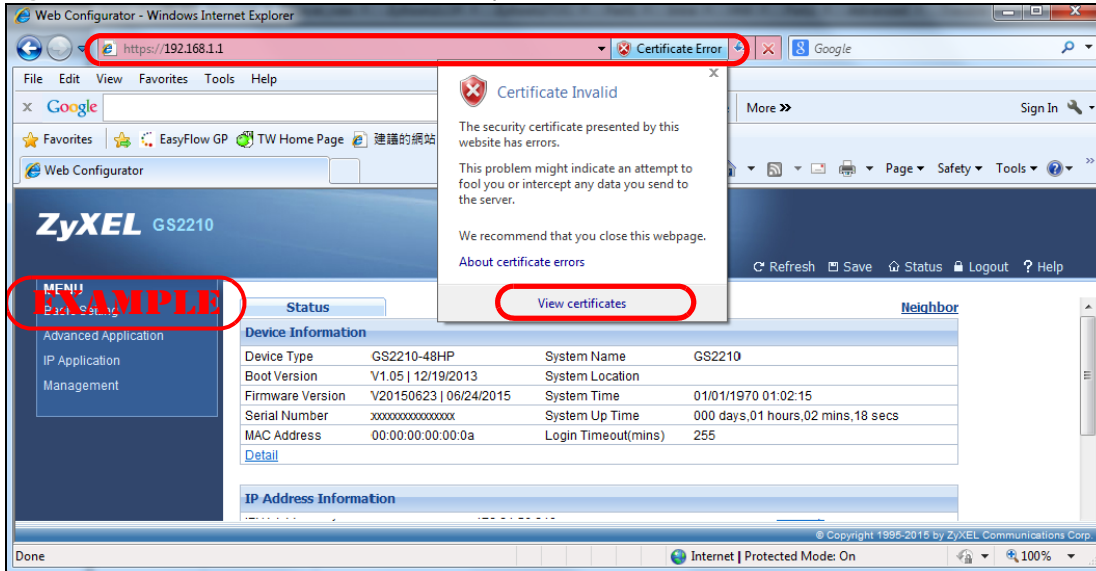 Web Configurator - Windows Internet Explorer
https://192.168.1.1 Certificate Error Google
File Edit View Favorites Tools Help
x Google More >> Sign In
Favorites EasyFlow GP TW Home Page 建議的網站
Web Configurator Page Safety Tools
Certificate Invalid
The security certificate presented by this
website has errors.
This problem might indicate an attempt to
fool you or intercept any data you send to
the server.
We recommend that you close this webpage.
About certificate errors
View certificates
ZyXEL GS2210
Refresh Save Status Logout ? Help
MENU
EXAMPLE
Advanced Application
IP Application
Management
Status Neighbor
Device Information
Device Type GS2210-48HP System Name GS2210
Boot Version V1.05 | 12/19/2013 System Location
Firmware Version V20150623 | 06/24/2015 System Time 01/01/1970 01:02:15
Serial Number xxxxxxxxxxxxxxx System Up Time 000 days,01 hours,02 mins,18 secs
MAC Address 00:00:00:00:00:0a Login Timeout(mins) 255
Detail
IP Address Information
© Copyright 1995-2015 by ZyXEL Communications Corp.
Done Internet | Protected Mode: On 100%